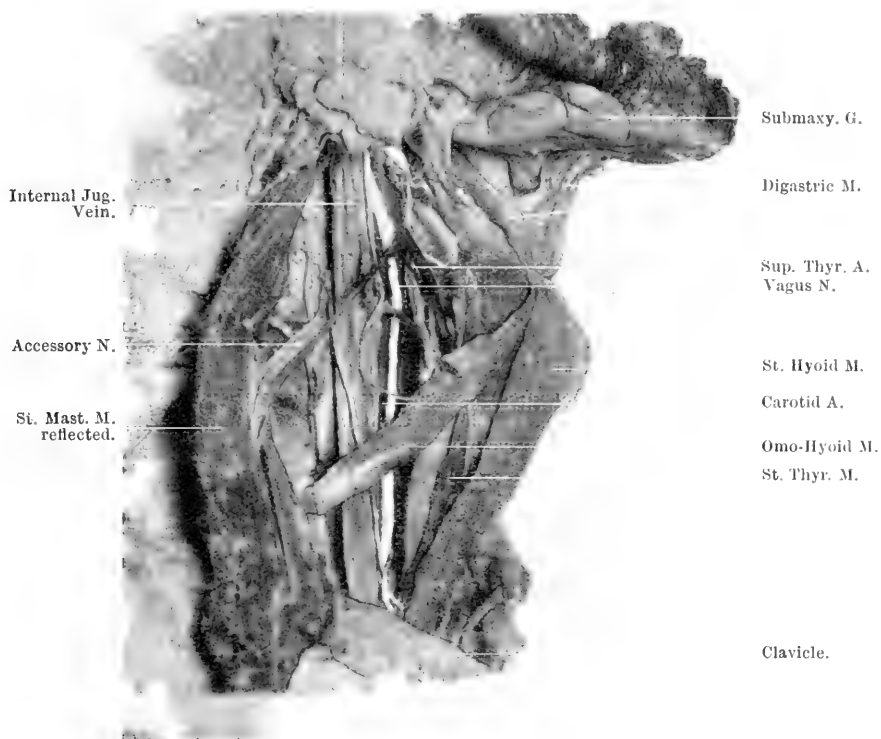 Submaxy. G.
Internal Jug.
Vein.
Digastric M.
Sup. Thyr. A.
Vagus N.
Accessory N.
St. Hyoid M.
Carotid A.
St. Mast. M.
reflected.
Omo-Hyoid M.
St. Thyr. M.
Clavicle.